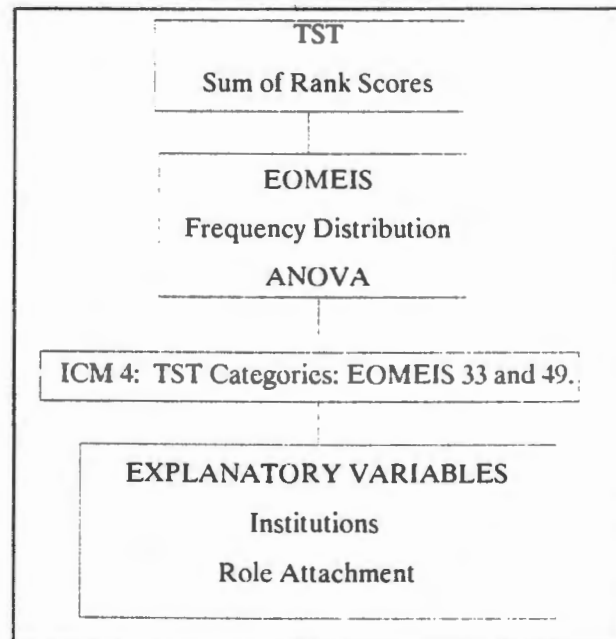 TST
Sum of Rank Scores
EOMEIS
Frequency Distribution
ANOVA
ICM 4: TST Categories: EOMEIS 33 and 49.
EXPLANATORY VARIABLES
Institutions
Role Attachment